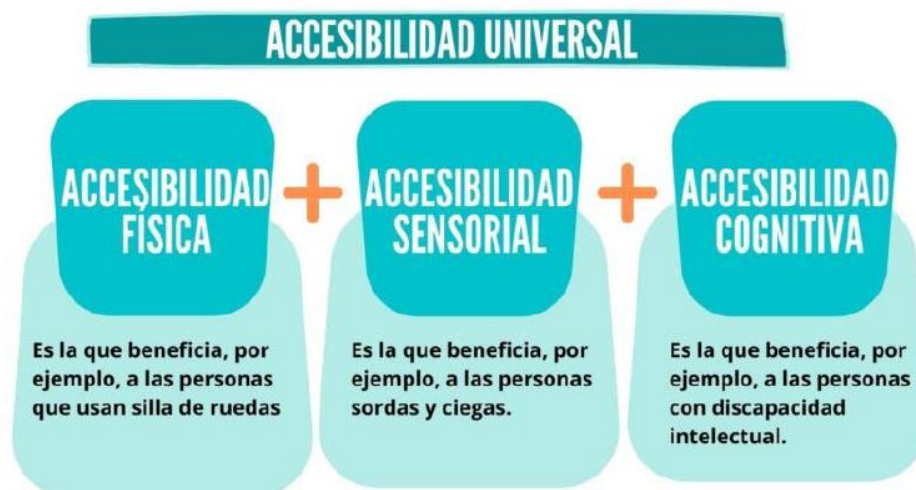 ACCESIBILIDAD UNIVERSAL
ACCESIBILIDAD
FÍSICA
+
ACCESIBILIDAD
SENSORIAL
+
ACCESIBILIDAD
COGNITIVA
Es la que beneficia, por
ejemplo, a las personas
que usan silla de ruedas
Es la que beneficia, por
ejemplo, a las personas
sordas y ciegas.
Es la que beneficia, por
ejemplo, a las personas
con discapacidad
intelectual.